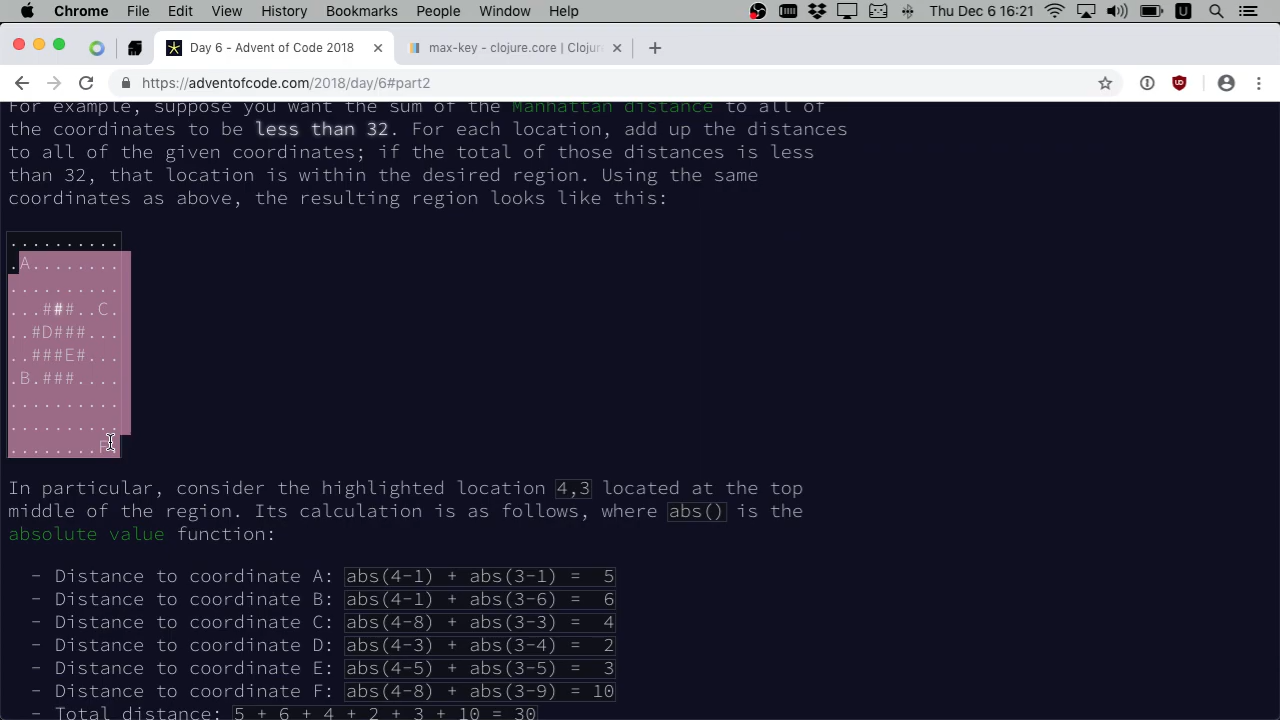 Chrome File Edit View History Bookmarks People Window Help Thu Dec 6 16:21 U
Day 6 - Advent of Code 2018 max-key - clojure.core | Clojur
https://adventofcode.com/2018/day/6#part2
For example, suppose you want the sum of the Manhattan distance to all of
the coordinates to be less than 32. For each location, add up the distances
to all of the given coordinates; if the total of those distances is less
than 32, that location is within the desired region. Using the same
coordinates as above, the resulting region looks like this:
..........
.A........
..........
...###..C.
..#D###...
..###E#...
.B.###....
..........
..........
........F.
In particular, consider the highlighted location 4,3 located at the top
middle of the region. Its calculation is as follows, where abs() is the
absolute value function:
- Distance to coordinate A: abs(4-1) + abs(3-1) =  5
- Distance to coordinate B: abs(4-1) + abs(3-6) =  6
- Distance to coordinate C: abs(4-8) + abs(3-3) =  4
- Distance to coordinate D: abs(4-3) + abs(3-4) =  2
- Distance to coordinate E: abs(4-5) + abs(3-5) =  3
- Distance to coordinate F: abs(4-8) + abs(3-9) = 10
- Total distance: 5 + 6 + 4 + 2 + 3 + 10 = 30